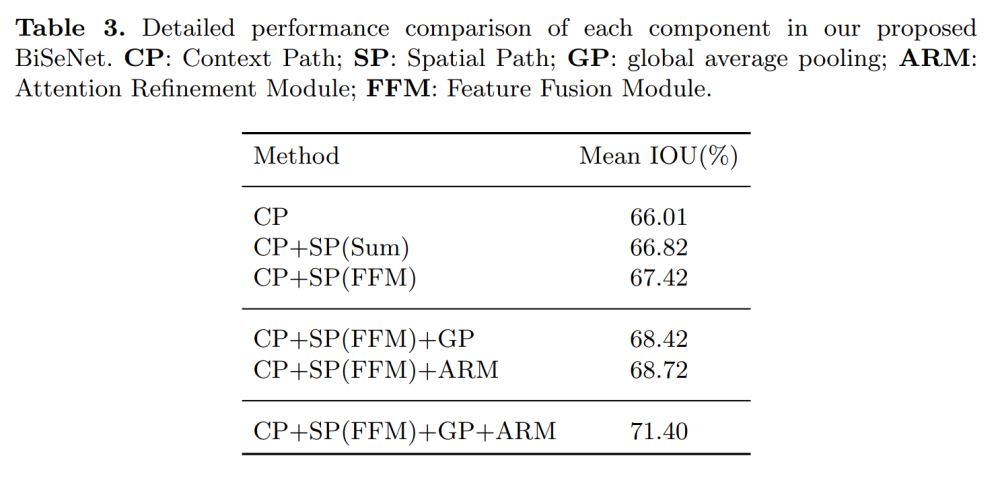 Table 3. Detailed performance comparison of each component in our proposed
BiSeNet. CP: Context Path; SP: Spatial Path; GP: global average pooling; ARM:
Attention Refinement Module; FFM: Feature Fusion Module.
Method Mean IOU(%)
CP 66.01
CP+SP(Sum) 66.82
CP+SP(FFM) 67.42
CP+SP(FFM)+GP 68.42
CP+SP(FFM)+ARM 68.72
CP+SP(FFM)+GP+ARM 71.40